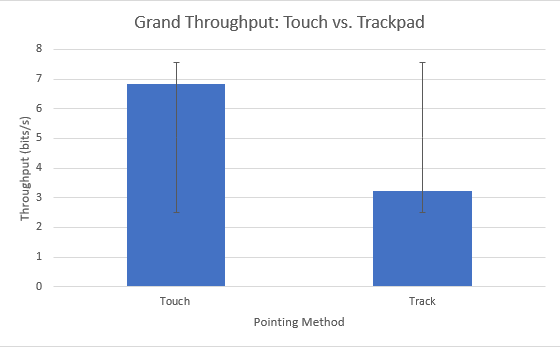 Grand Throughput: Touch vs. Trackpad
8
7
6
5
4
3
2
1
0
Throughput (bits/s)
Touch
Track
Pointing Method